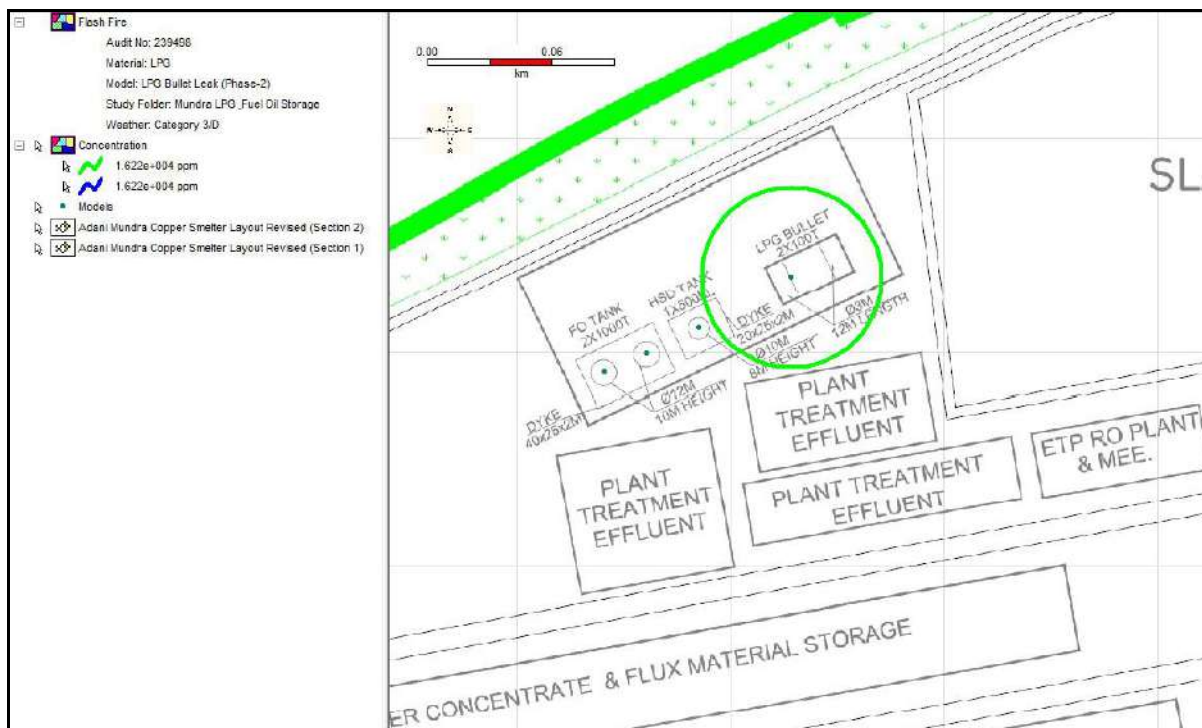 Flash Fire
Audit No: 239498
Material: LPG
Model: LPG Bullet Leak (Phase-2)
Study Folder: Mundra LPG ,Fuel Oil Storage
Weather: Category 3/D
Concentration
1.622e+004 ppm
1.622e+004 ppm
Models
Adani Mundra Copper Smelter Layout Revised (Section 2)
Adani Mundra Copper Smelter Layout Revised (Section 1)
0.00 0.06
km
N
S
SL
LPG BULLET
2X100T
Ø3M
12M LENGTH
HSD TANK
DYKE
20x25x2M
Ø10M
8M HEIGHT
FO TANK
2X1000T
Ø12M
10M HEIGHT
DYKE
40x25x2M
PLANT
TREATMENT
EFFLUENT
PLANT
TREATMENT
EFFLUENT
PLANT TREATMENT
EFFLUENT
ETP RO PLANT
& MEE.
ER CONCENTRATE & FLUX MATERIAL STORAGE